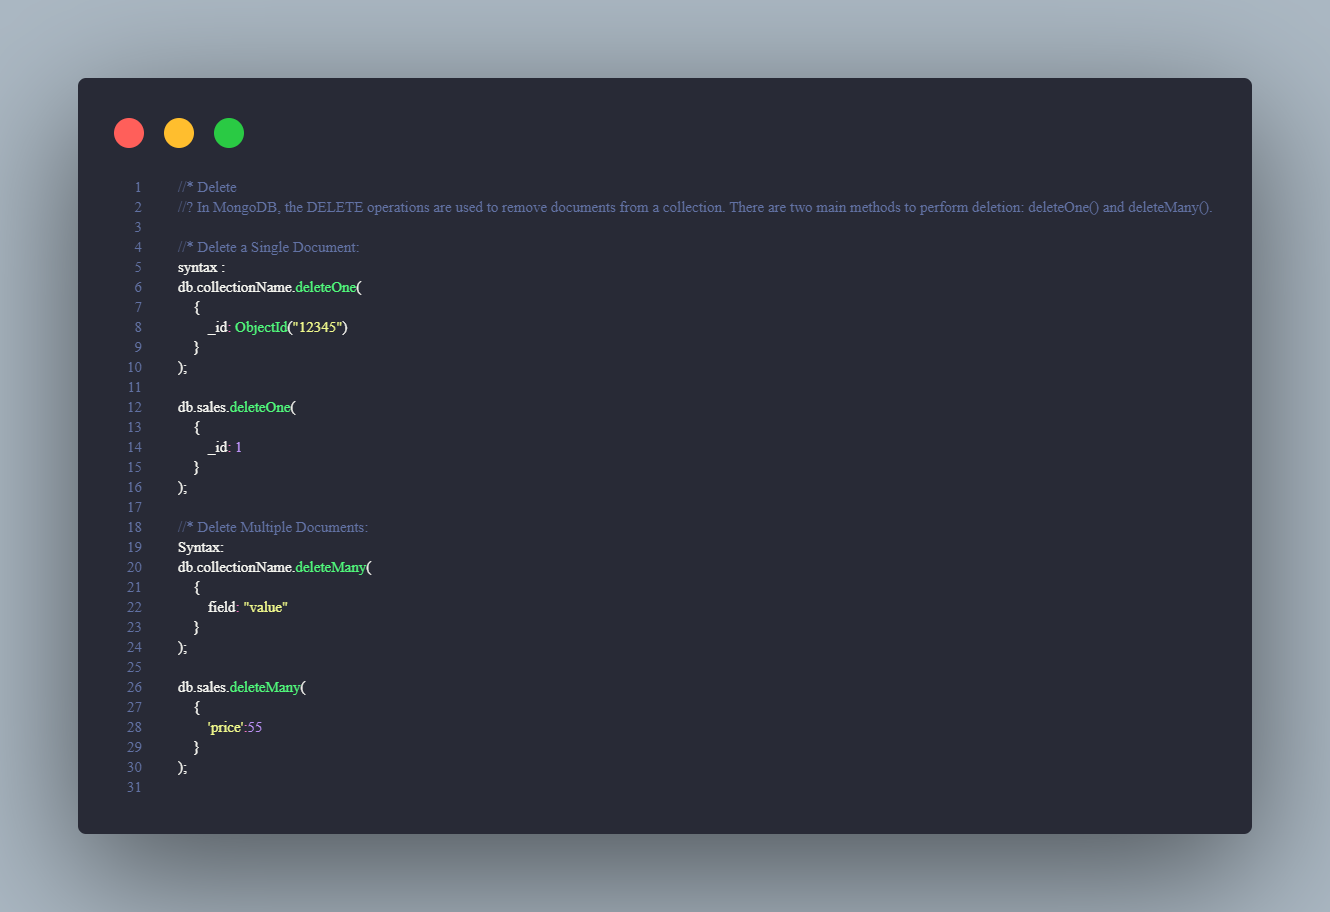 1 //* Delete
2 //? In MongoDB, the DELETE operations are used to remove documents from a collection. There are two main methods to perform deletion: deleteOne() and deleteMany().
3
4 //* Delete a Single Document:
5 syntax :
6 db.collectionName.deleteOne(
7 {
8 _id: ObjectId("12345")
9 }
10 );
11
12 db.sales.deleteOne(
13 {
14 _id: 1
15 }
16 );
17
18 //* Delete Multiple Documents:
19 Syntax:
20 db.collectionName.deleteMany(
21 {
22 field: "value"
23 }
24 );
25
26 db.sales.deleteMany(
27 {
28 'price':55
29 }
30 );
31